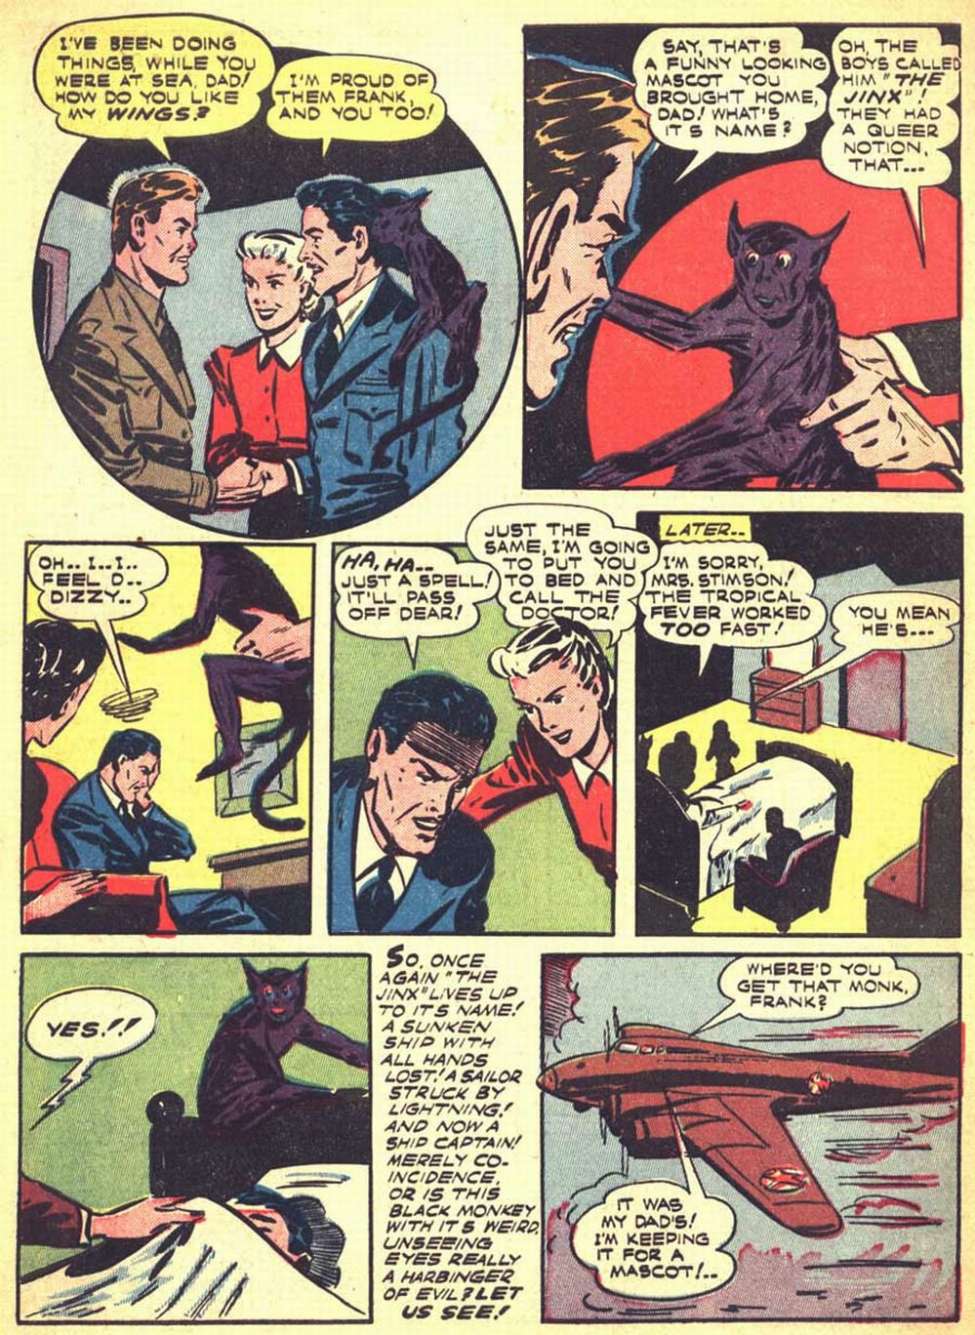 I'VE BEEN DOING
THINGS, WHILE YOU
WERE AT SEA, DAD!
HOW DO YOU LIKE
MY WINGS?
I'M PROUD OF
THEM FRANK,
AND YOU TOO!
SAY, THAT'S
A FUNNY LOOKING
MASCOT YOU
BROUGHT HOME,
DAD! WHAT'S
IT S NAME?
OH, THE
BOYS CALLED
HIM "THE
JINX"!
THEY HAD
A QUEER
NOTION,
THAT...
OH.. I..I..
FEEL D..
DIZZY..
HA, HA..
JUST A SPELL!
IT'LL PASS
OFF DEAR!
JUST THE
SAME, I'M GOING
TO PUT YOU
TO BED AND
CALL THE
DOCTOR!
LATER..
I'M SORRY,
MRS. STIMSON!
THE TROPICAL
FEVER WORKED
TOO FAST!
YOU MEAN
HE'S...
YES!!
SO, ONCE
AGAIN "THE
JINX" LIVES UP
TO IT'S NAME!
A SUNKEN
SHIP WITH
ALL HANDS
LOST! A SAILOR
STRUCK BY
LIGHTNING!
AND NOW A
SHIP CAPTAIN!
MERELY CO-
INCIDENCE,
OR IS THIS
BLACK MONKEY
WITH IT'S WEIRD,
UNSEEING
EYES REALLY
A HARBINGER
OF EVIL? LET
US SEE!
WHERE'D YOU
GET THAT MONK,
FRANK?
IT WAS
MY DAD'S!
I'M KEEPING
IT FOR A
MASCOT!..